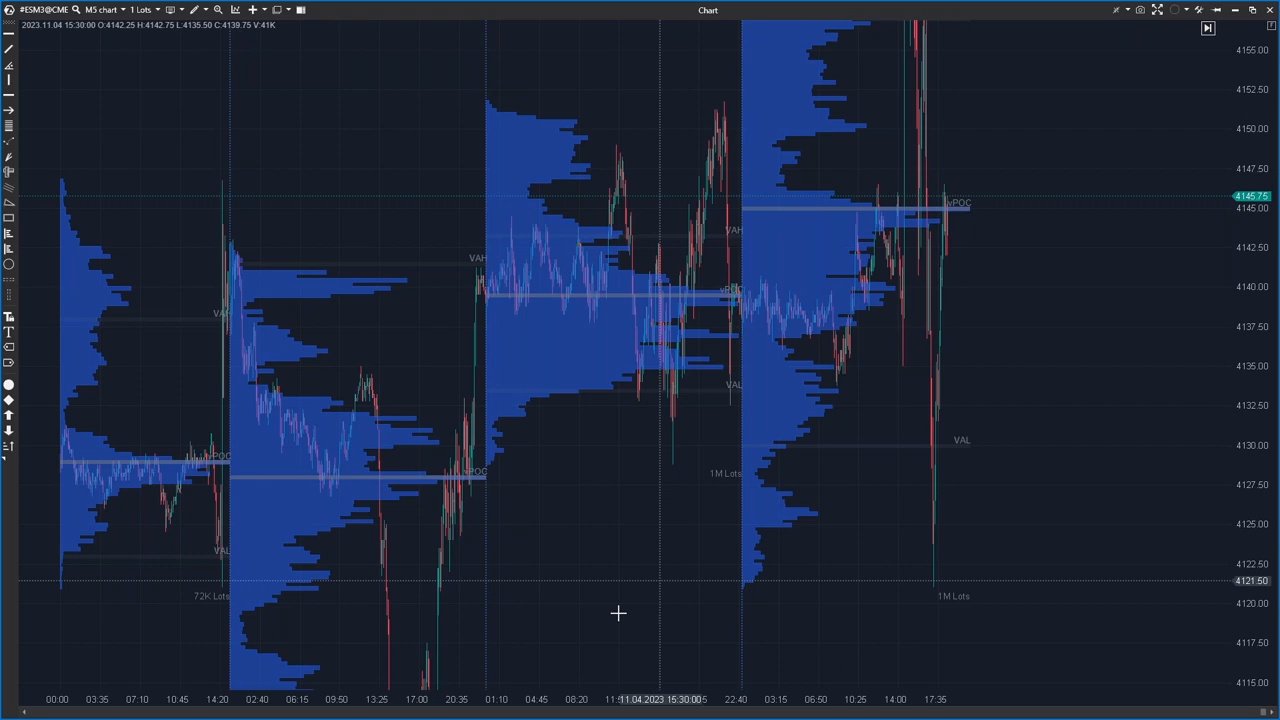 #ESM3@CME M5 chart 1 Lots Chart
2023.11.04 15:30:00 O:4142.25 H:4142.75 L:4135.50 C:4139.75 V:41K
4155.00
4152.50
4150.00
4147.50
4145.75
4145.00
4142.50
4140.00
4137.50
4135.00
4132.50
4130.00
4127.50
4125.00
4122.50
4121.50
4120.00
4117.50
4115.00
vPOC
VAH
VAH
vPOC
VAH
VAL
VAL
vPOC
vPOC
1M Lots
VAL
72K Lots
1M Lots
00:00 03:35 07:10 10:45 14:20 02:40 06:15 09:50 13:25 17:00 20:35 01:10 04:45 08:20 11.04.2023 15:30:00 22:40 03:15 06:50 10:25 14:00 17:35